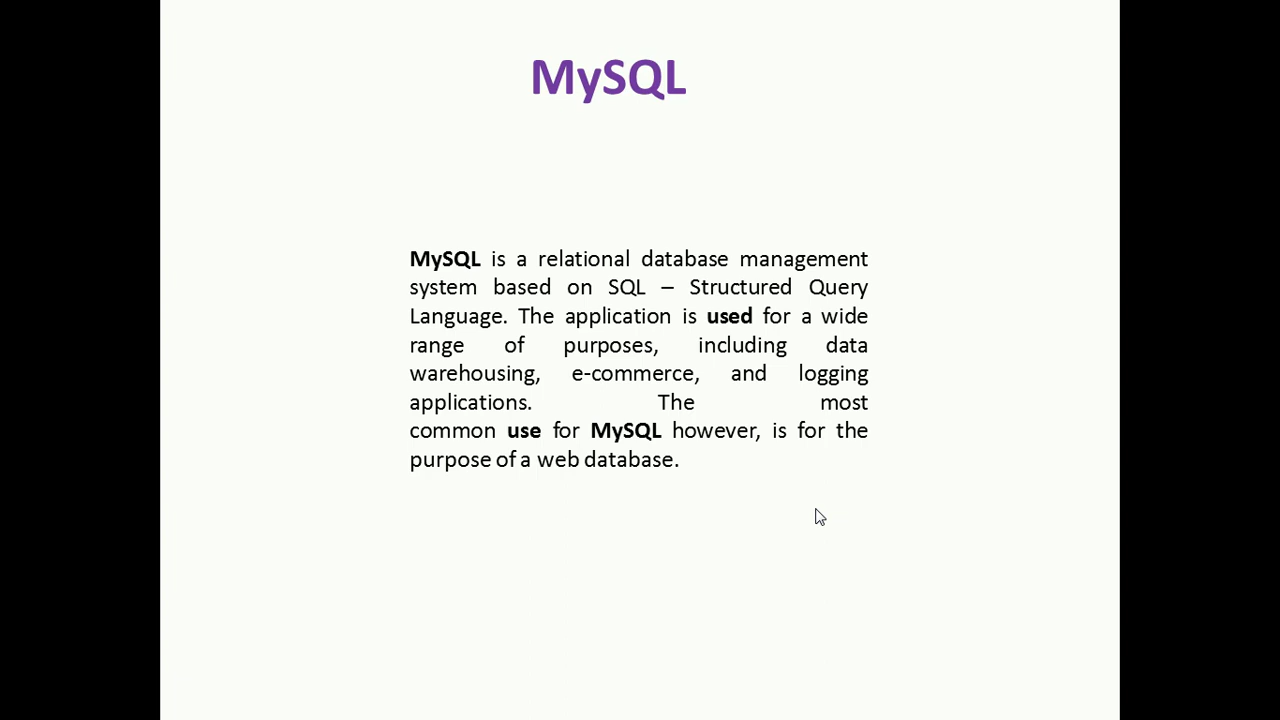 MySQL
MySQL is a relational database management
system based on SQL – Structured Query
Language. The application is used for a wide
range of purposes, including data
warehousing, e-commerce, and logging
applications. The most
common use for MySQL however, is for the
purpose of a web database.